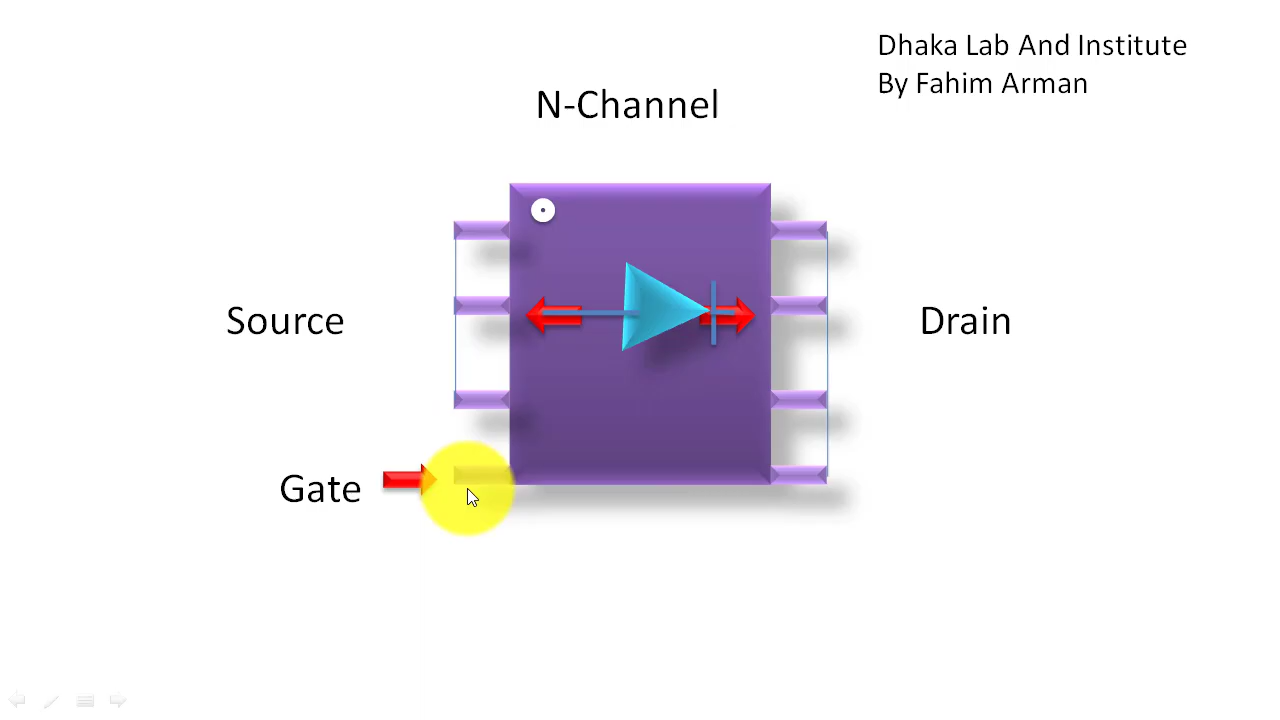 Dhaka Lab And Institute
By Fahim Arman
N-Channel
Source
Drain
Gate